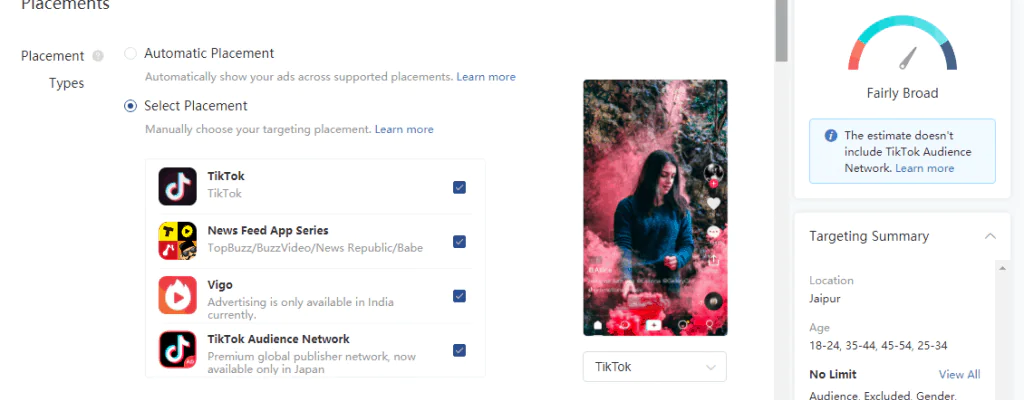 Placements
Placement
Types
Automatic Placement
Automatically show your ads across supported placements. Learn more
Select Placement
Manually choose your targeting placement. Learn more
TikTok
TikTok
News Feed App Series
TopBuzz/BuzzVideo/News Republic/Babe
Vigo
Advertising is only available in India
currently.
TikTok Audience Network
Premium global publisher network, now
available only in Japan
TikTok
Fairly Broad
The estimate doesn't
include TikTok Audience
Network. Learn more
Targeting Summary
Location
Jaipur
Age
18-24, 35-44, 45-54, 25-34
No Limit View All
Audience, Excluded, Gender,